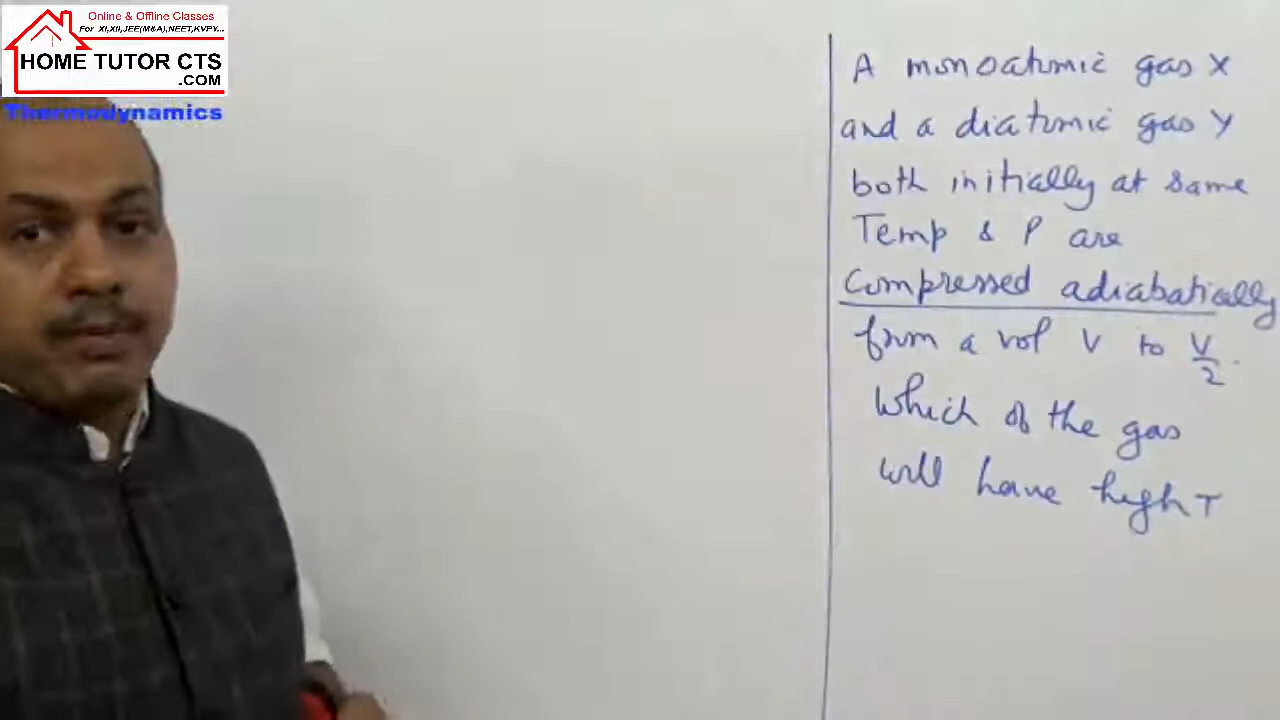 Online & Offline Classes
For XI,XII,JEE(M&A),NEET,KVPY...
HOME TUTOR CTS
.COM
Thermodynamics
A monoatomic gas X
and a diatomic gas Y
both initially at same
Temp & P are
Compressed adiabatically
from a vol V to V/2.
Which of the gas
will have high T